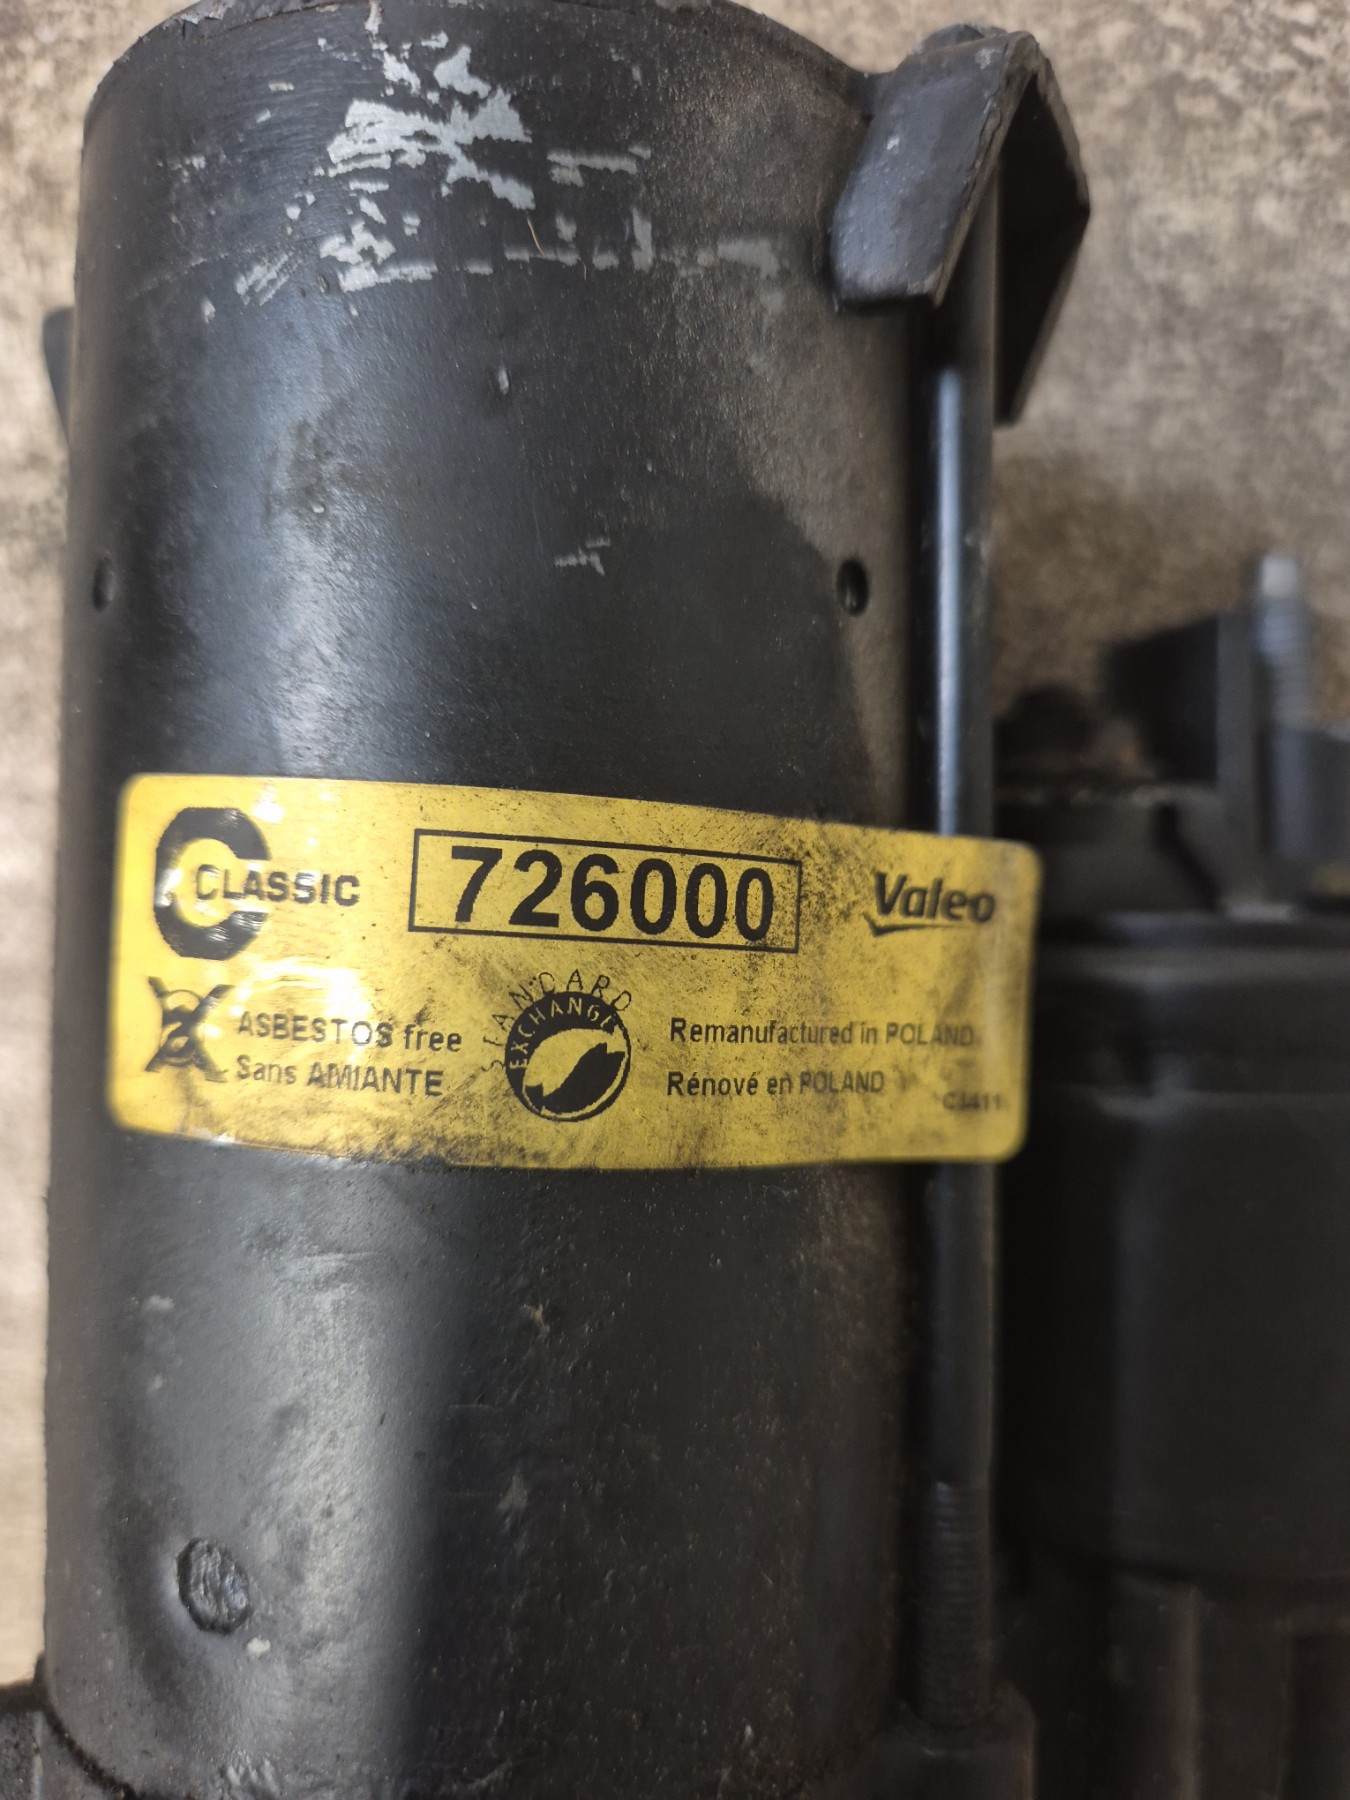 C CLASSIC
726000
Valeo
a
ASBESTOS free
Sans AMIANTE
STANDARD
EXCHANGE
Remanufactured in POLAND
Rénové en POLAND